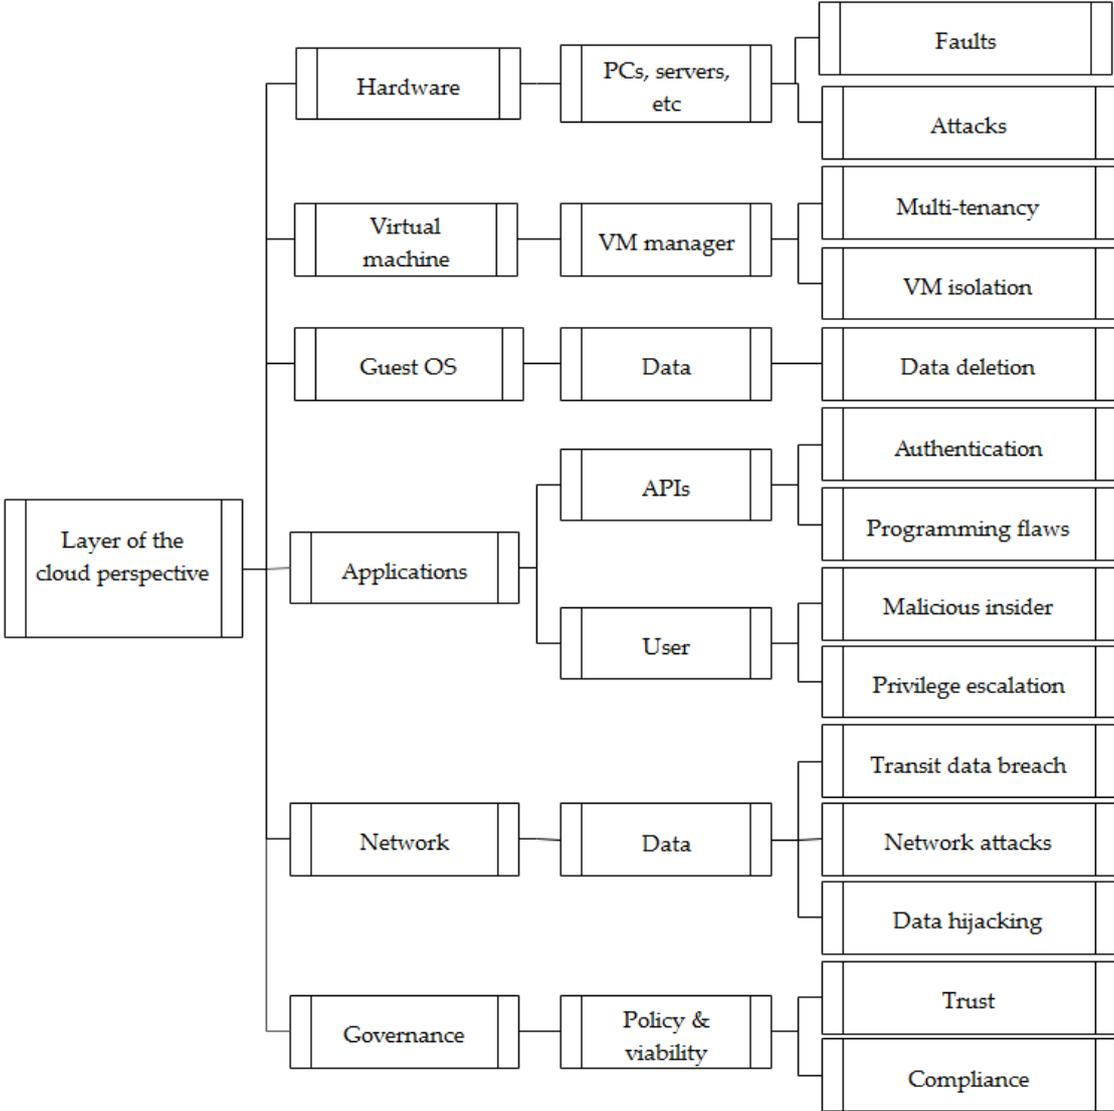 Faults
Hardware
PCs, servers,
etc
Attacks
Multi-tenancy
Virtual
machine
VM manager
VM isolation
Guest OS
Data
Data deletion
Authentication
APIs
Programming flaws
Layer of the
cloud perspective
Applications
Malicious insider
User
Privilege escalation
Transit data breach
Network
Data
Network attacks
Data hijacking
Trust
Governance
Policy &
viability
Compliance